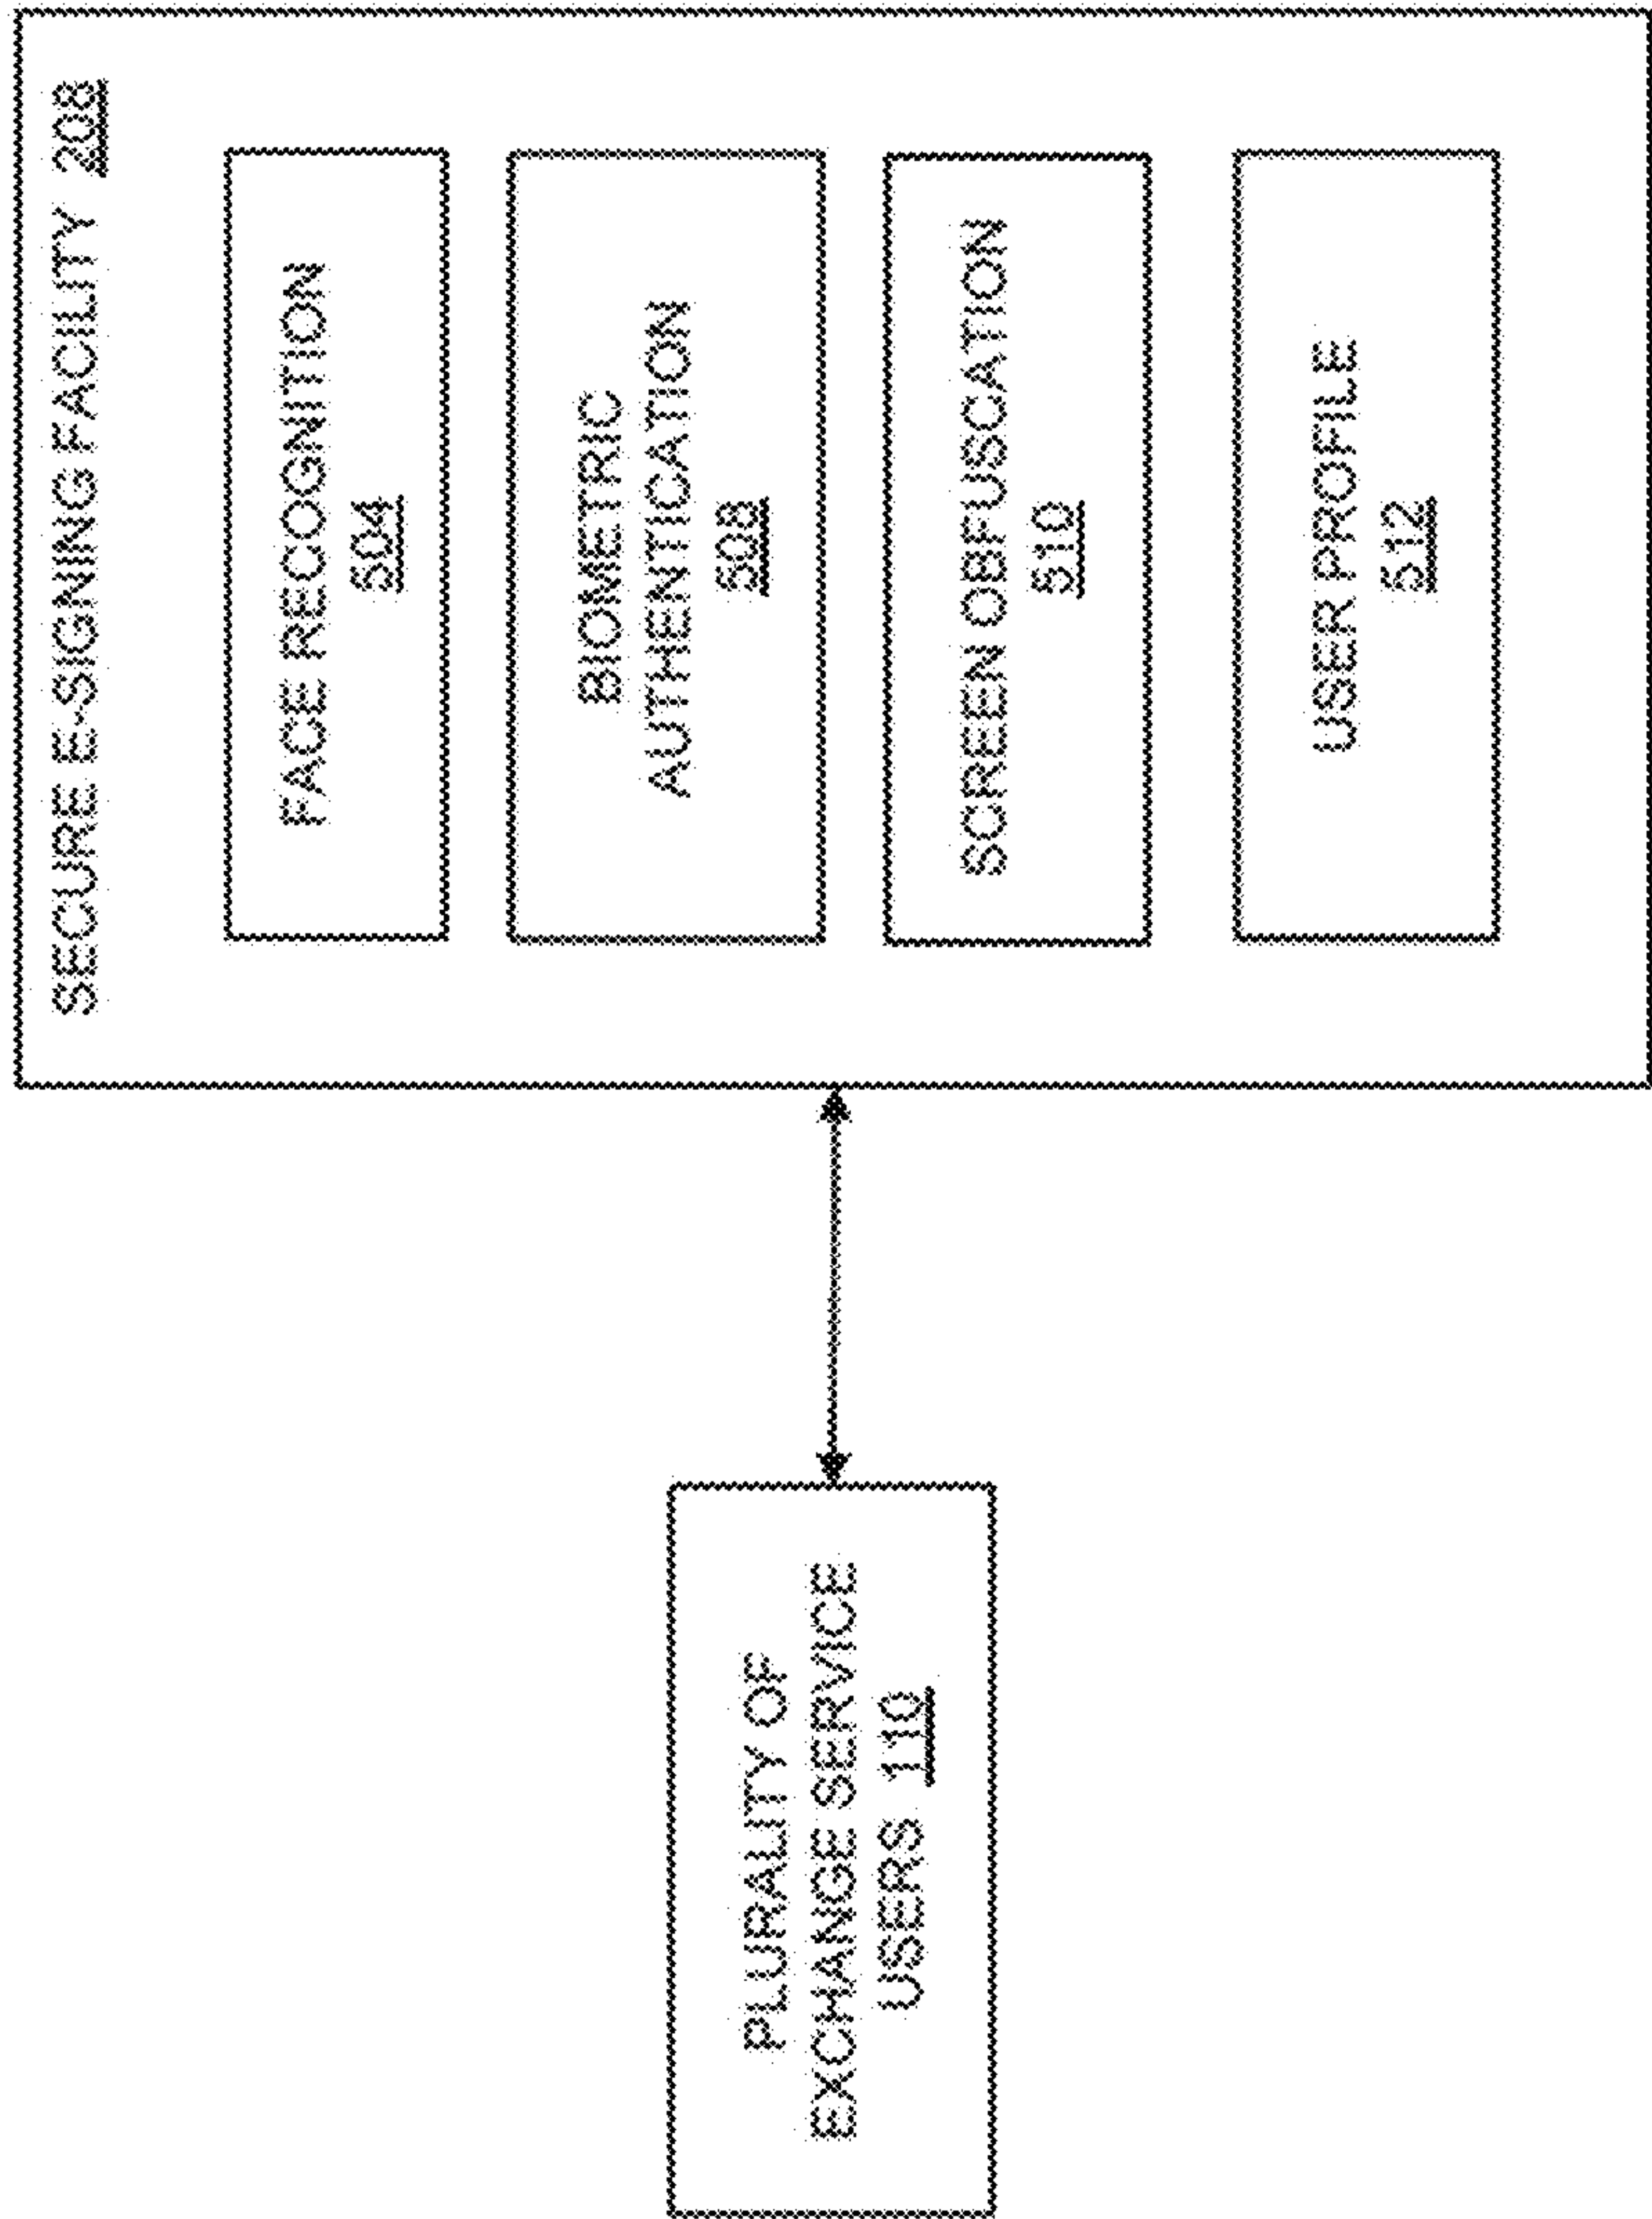 SECURE E-SIGNING FACILITY 208
FACE RECOGNITION
504
BIOMETRIC
AUTHENTICATION
508
SCREEN OBFUSCATION
510
USER PROFILE
512
PLURALITY OF
EXCHANGE SERVICE
USERS 110